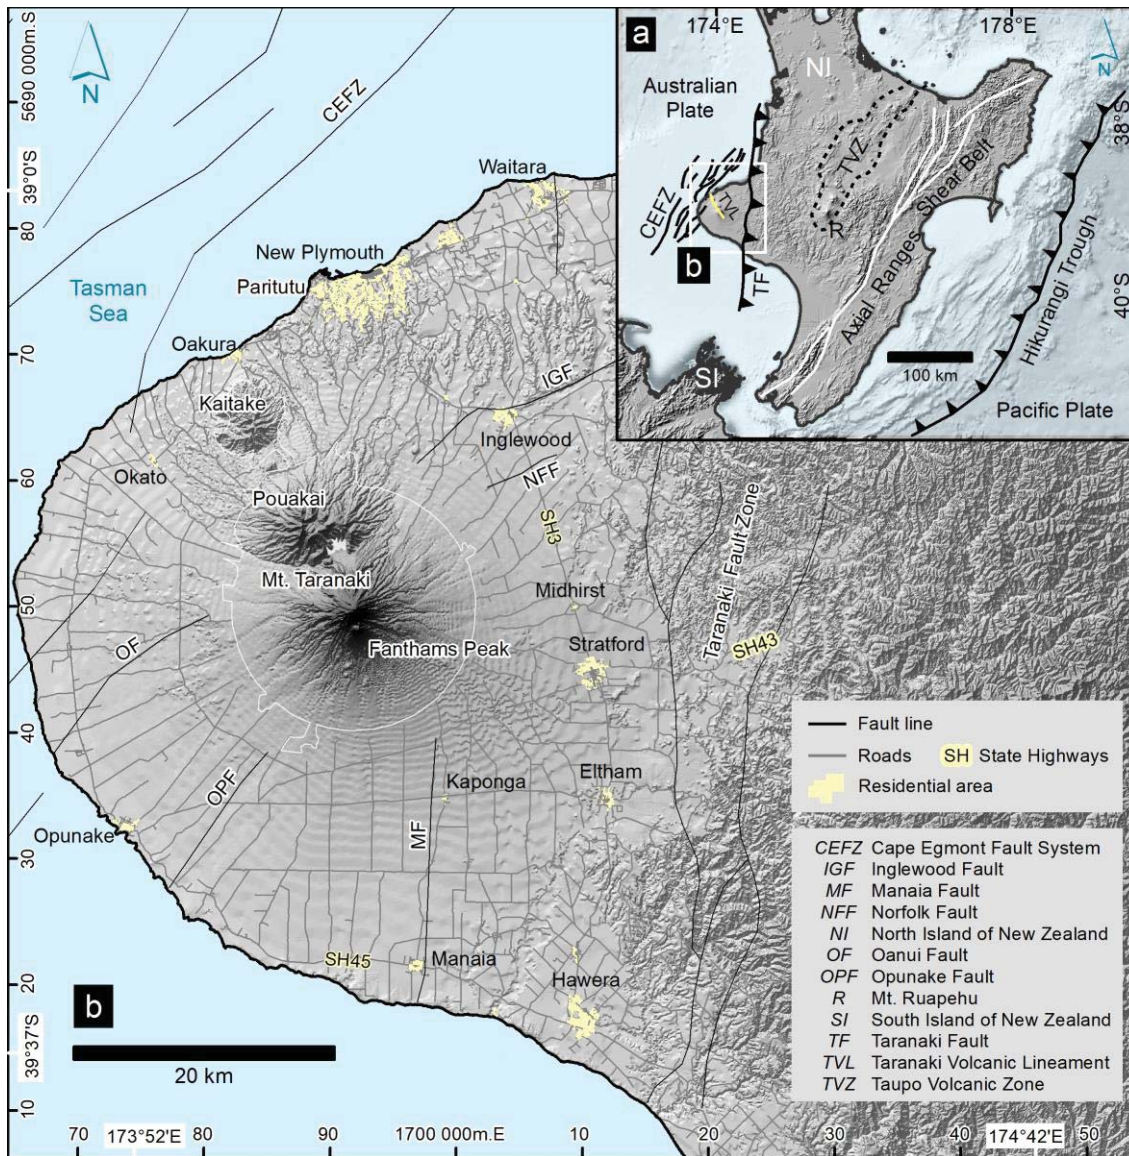 a
174°E
178°E
N
N
5690 000m.S
CEFZ
NI
Australian
Plate
38°S
TVZ
Waitara
39°0'S
CEFZ
TVL
R
Axial Ranges Shear Belt
Hikurangi Trough
80
New Plymouth
b
TF
40°S
Paritutu
Tasman
Sea
Oakura
70
IGF
SI
100 km
Kaitake
Pacific Plate
Inglewood
60
Okato
NFF
Pouakai
SH3
Taranaki Fault Zone
Mt. Taranaki
Midhirst
50
OF
Fanthams Peak
Stratford
SH43
40
Fault line
Roads
SH State Highways
Residential area
OPF
Kaponga
Eltham
Opunake
MF
30
CEFZ Cape Egmont Fault System
IGF Inglewood Fault
MF Manaia Fault
NFF Norfolk Fault
NI North Island of New Zealand
OF Oanui Fault
OPF Opunake Fault
R Mt. Ruapehu
SI South Island of New Zealand
TF Taranaki Fault
TVL Taranaki Volcanic Lineament
TVZ Taupo Volcanic Zone
SH45
Manaia
Hawera
20
b
39°37'S
20 km
10
70
173°52'E
80
90
1700 000m.E
10
20
30
40
174°42'E
50